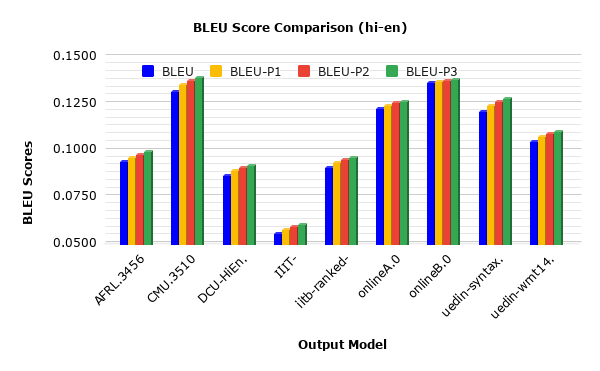 BLEU Score Comparison (hi-en)
BLEU BLEU-P1 BLEU-P2 BLEU-P3
0.1500
0.1250
0.1000
0.0750
0.0500
BLEU Scores
AFRL.3456
CMU.3510
DCU-HiEn.
IIIT-
iitb-ranked-
onlineA.0
onlineB.0
uedin-syntax.
uedin-wmt14.
Output Model